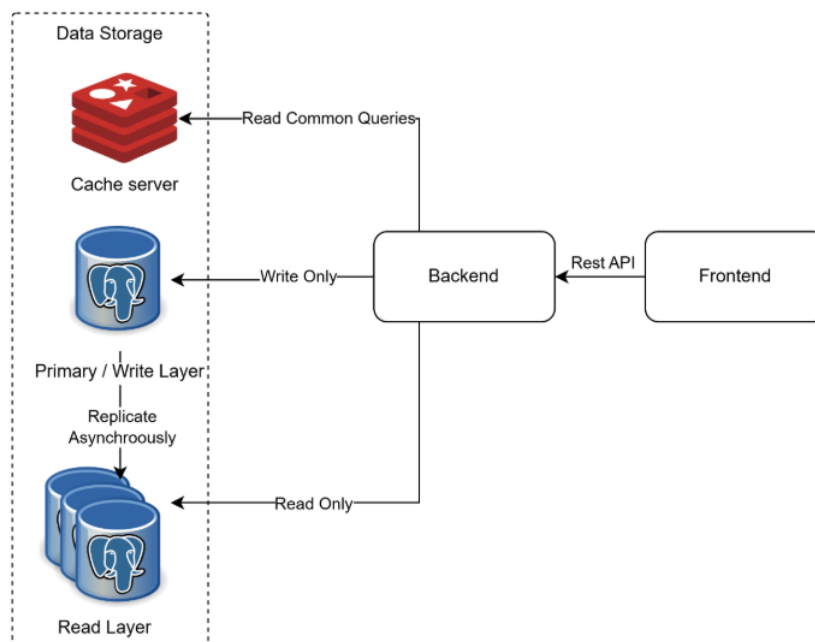 Data Storage
Read Common Queries
Cache server
Write Only
Backend
Rest API
Frontend
Primary / Write Layer
Replicate
Asynchroously
Read Only
Read Layer